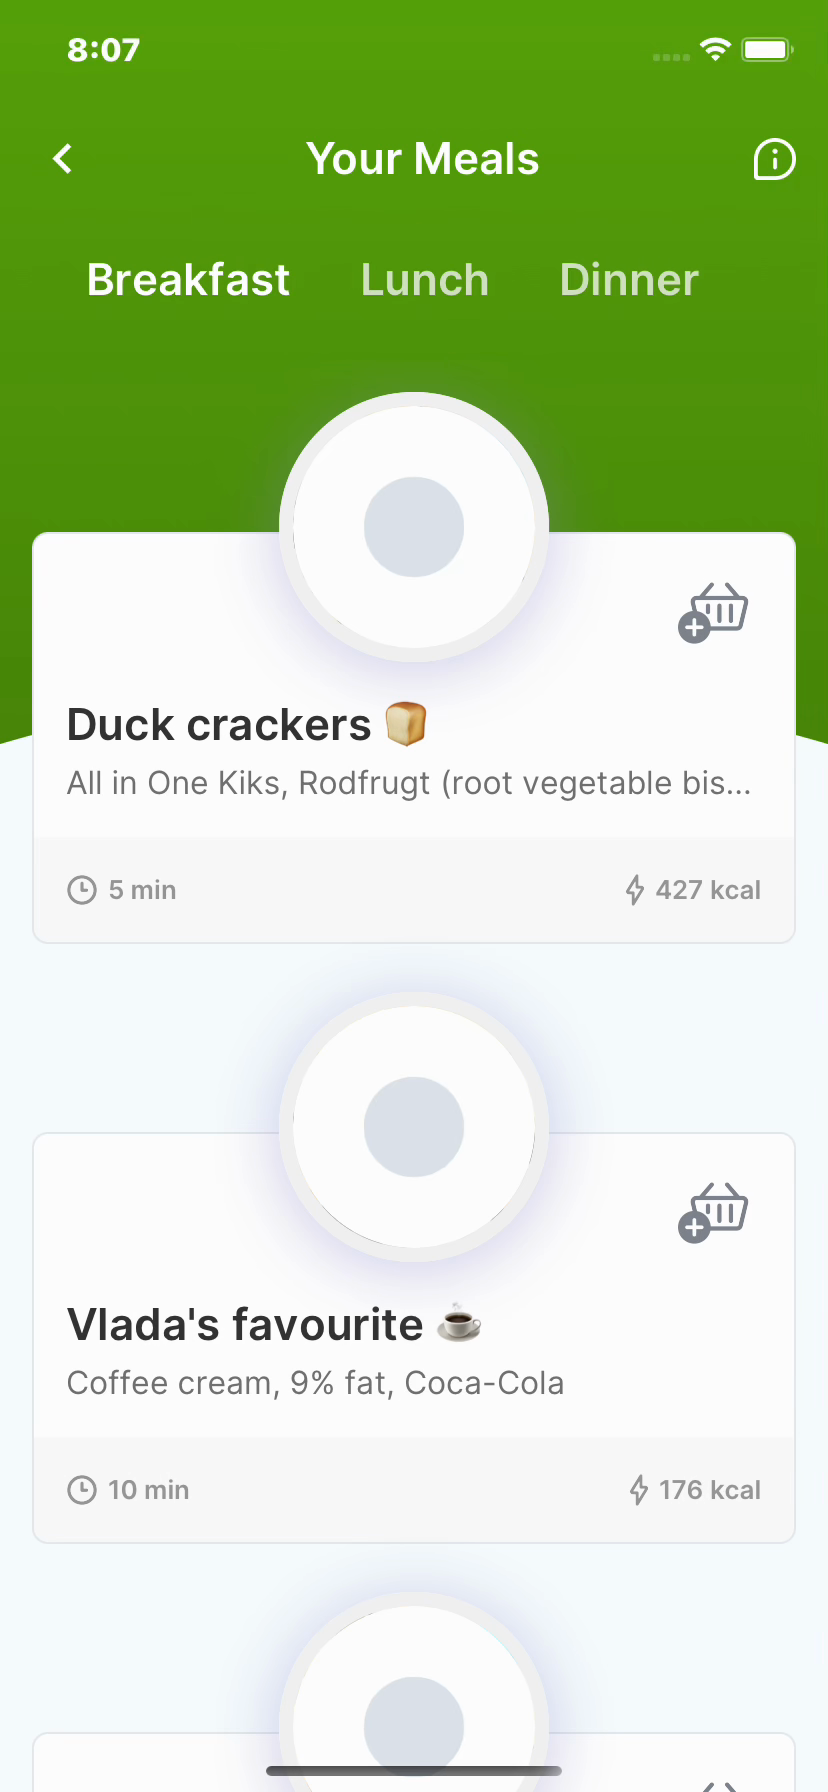 8:07
Your Meals
Breakfast Lunch Dinner
Duck crackers 🍞
All in One Kiks, Rodfrugt (root vegetable bis...
5 min 427 kcal
Vlada's favourite ☕
Coffee cream, 9% fat, Coca-Cola
10 min 176 kcal